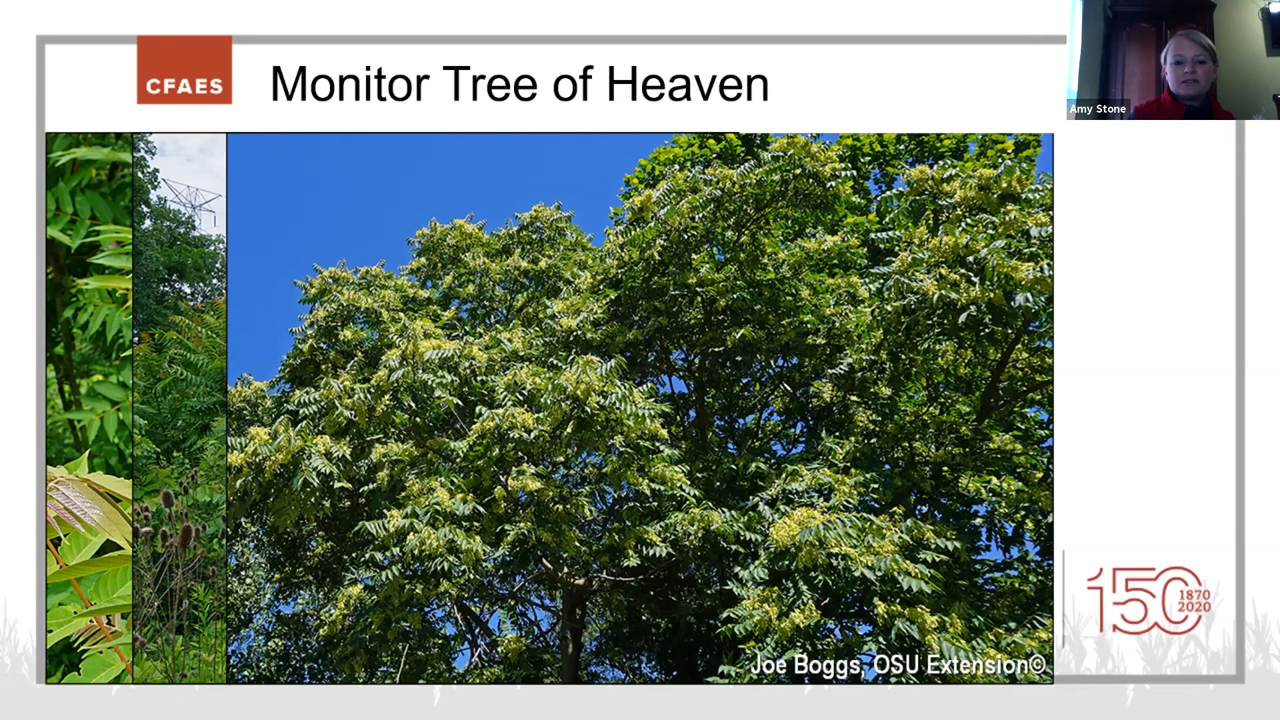 CFAES
Monitor Tree of Heaven
Amy Stone
150
1870
2020
Joe Boggs, OSU Extension©